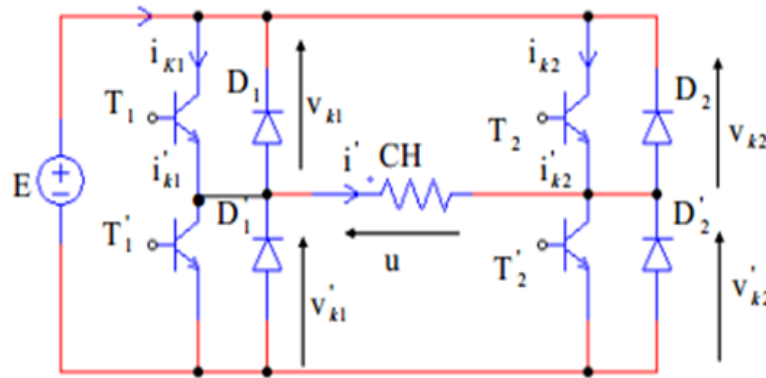 i_K1
i_k2
T_1
D_1
v_k1
T_2
D_2
v_k2
i'_k1
i'
CH
i'_k2
E
T'_1
D'_1
u
v'_k1
T'_2
D'_2
v'_k2